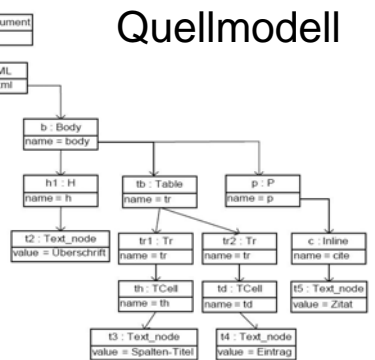 Quellmodell
ument
ML
tml
b : Body
name = body
h1 : H
name = h
tb : Table
name = tr
p : P
name = p
t2 : Text_node
value = Überschrift
tr1 : Tr
name = tr
tr2 : Tr
name = tr
c : Inline
name = cite
th : TCell
name = th
td : TCell
name = td
t5 : Text_node
value = Zitat
t3 : Text_node
value = Spalten-Titel
t4 : Text_node
value = Eintrag